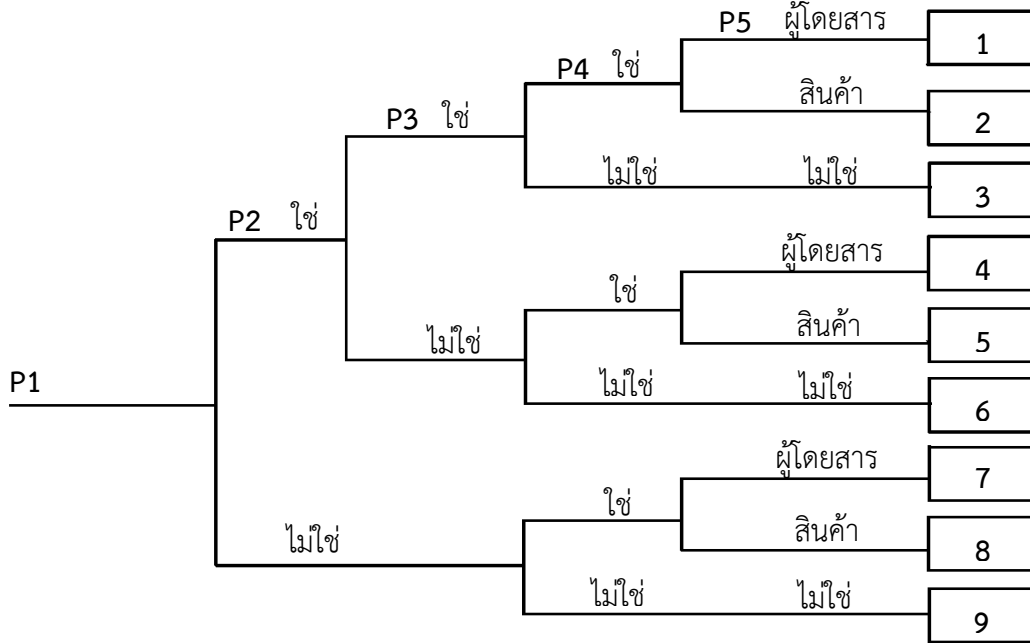 P5 ผู้โดยสาร 1
P4 ใช่
สินค้า 2
P3 ใช่
ไม่ใช่ ไม่ใช่ 3
P2 ใช่
ผู้โดยสาร 4
ใช่
สินค้า 5
ไม่ใช่
P1
ไม่ใช่ ไม่ใช่ 6
ผู้โดยสาร 7
ใช่
สินค้า 8
ไม่ใช่
ไม่ใช่ ไม่ใช่ 9